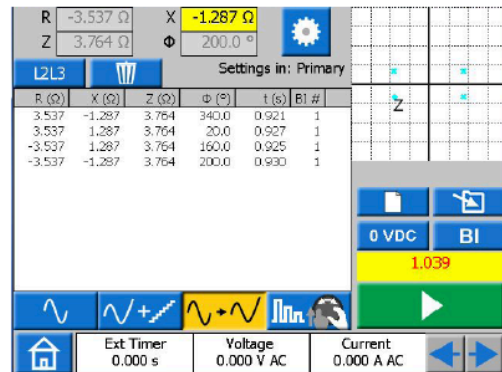 R -3.537 Ω X -1.287 Ω
Z 3.764 Ω Φ 200.0 °
L2L3 Settings in: Primary
R (Ω) X (Ω) Z (Ω) Φ (º) t (s) BI #
3.537 -1.287 3.764 340.0 0.921 1
3.537 1.287 3.764 20.0 0.927 1
-3.537 1.287 3.764 160.0 0.925 1
-3.537 -1.287 3.764 200.0 0.930 1
Z
0 VDC BI
1.039
Ext Timer Voltage Current
0.000 s 0.000 V AC 0.000 A AC